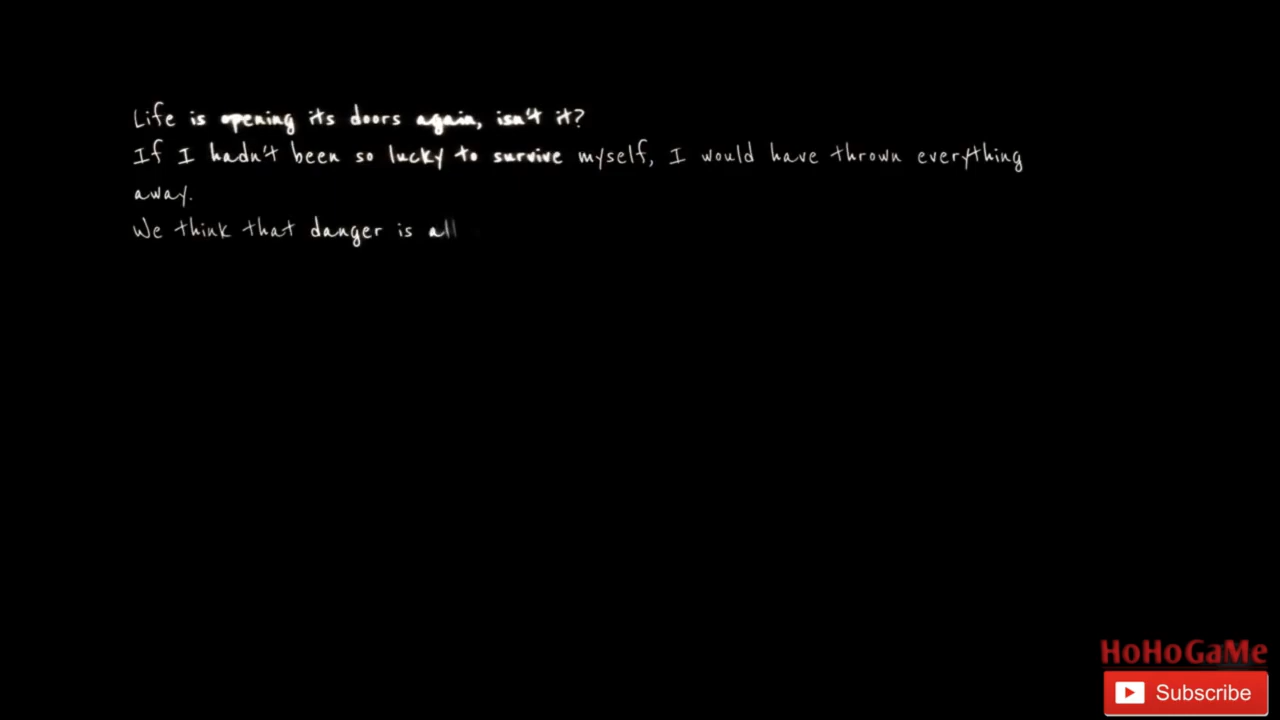 Life is opening its doors again, isn't it?
If I hadn't been so lucky to survive myself, I would have thrown everything
away.
We think that danger is all
HoHoGaMe
Subscribe